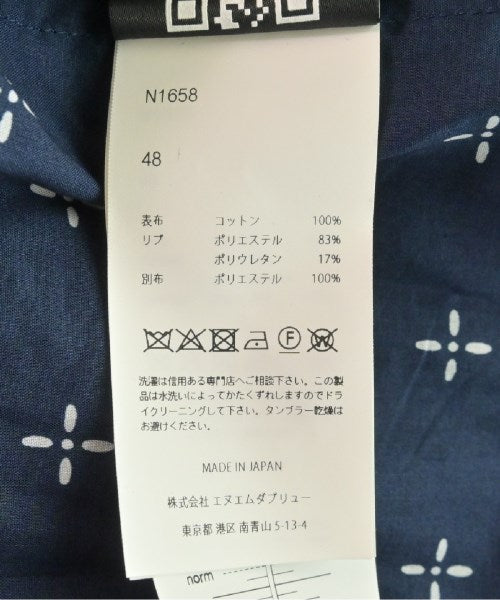 N1658
48
表布 コットン 100%
リブ ポリエステル 83%
ポリウレタン 17%
別布 ポリエステル 100%
洗濯は信用ある専門店へご相談下さい。この製
品は水洗いによってかたくずれしますのでドラ
イクリーニングして下さい。タンブラー乾燥は
お避けください。
MADE IN JAPAN
株式会社 エヌエムダブリュー
東京都 港区 南青山 5-13-4
norm